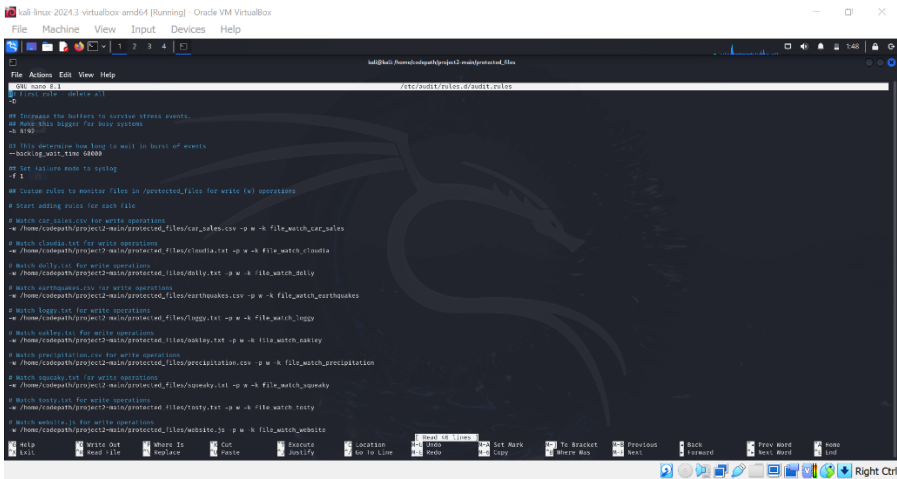 kali-linux-2024.3-virtualbox-amd64 [Running] - Oracle VM VirtualBox
File Machine View Input Devices Help
1 2 3 4
1:48
kali@kali: /home/codepath/project2-main/protected_files
File Actions Edit View Help
GNU nano 8.1 /etc/audit/rules.d/audit.rules
## First rule - delete all
-D
## Increase the buffers to survive stress events.
## Make this bigger for busy systems
-b 8192
## This determine how long to wait in burst of events
--backlog_wait_time 60000
## Set failure mode to syslog
-f 1
## Custom rules to monitor files in /protected_files for write (w) operations
# Start adding rules for each file
# Watch car_sales.csv for write operations
-w /home/codepath/project2-main/protected_files/car_sales.csv -p w -k file_watch_car_sales
# Watch cloudia.txt for write operations
-w /home/codepath/project2-main/protected_files/cloudia.txt -p w -k file_watch_cloudia
# Watch dolly.txt for write operations
-w /home/codepath/project2-main/protected_files/dolly.txt -p w -k file_watch_dolly
# Watch earthquakes.csv for write operations
-w /home/codepath/project2-main/protected_files/earthquakes.csv -p w -k file_watch_earthquakes
# Watch loggy.txt for write operations
-w /home/codepath/project2-main/protected_files/loggy.txt -p w -k file_watch_loggy
# Watch oakley.txt for write operations
-w /home/codepath/project2-main/protected_files/oakley.txt -p w -k file_watch_oakley
# Watch precipitation.csv for write operations
-w /home/codepath/project2-main/protected_files/precipitation.csv -p w -k file_watch_precipitation
# Watch squeaky.txt for write operations
-w /home/codepath/project2-main/protected_files/squeaky.txt -p w -k file_watch_squeaky
# Watch tosty.txt for write operations
-w /home/codepath/project2-main/protected_files/tosty.txt -p w -k file_watch_tosty
# Watch website.js for write operations
-w /home/codepath/project2-main/protected_files/website.js -p w -k file_watch_website
[ Read 46 lines ]
^G Help ^O Write Out ^F Where Is ^K Cut ^T Execute ^C Location M-U Undo M-A Set Mark M-] To Bracket M-B Previous ◂ Back ^◂ Prev Word ^A Home
^X Exit ^R Read File ^\ Replace ^U Paste ^J Justify ^/ Go To Line M-E Redo M-6 Copy ^B Where Was M-F Next ▸ Forward ^▸ Next Word ^E End
Right Ctrl